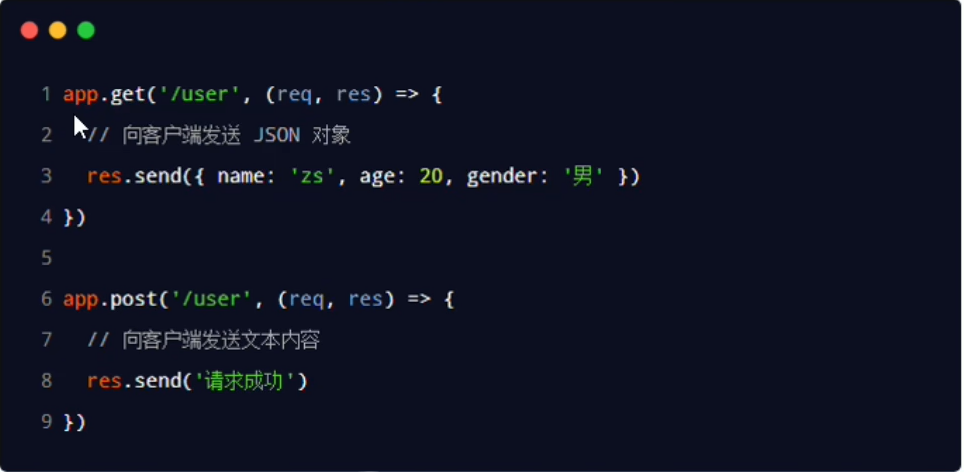 1 app.get('/user', (req, res) => {
2   // 向客户端发送 JSON 对象
3   res.send({ name: 'zs', age: 20, gender: '男' })
4 })
5
6 app.post('/user', (req, res) => {
7   // 向客户端发送文本内容
8   res.send('请求成功')
9 })